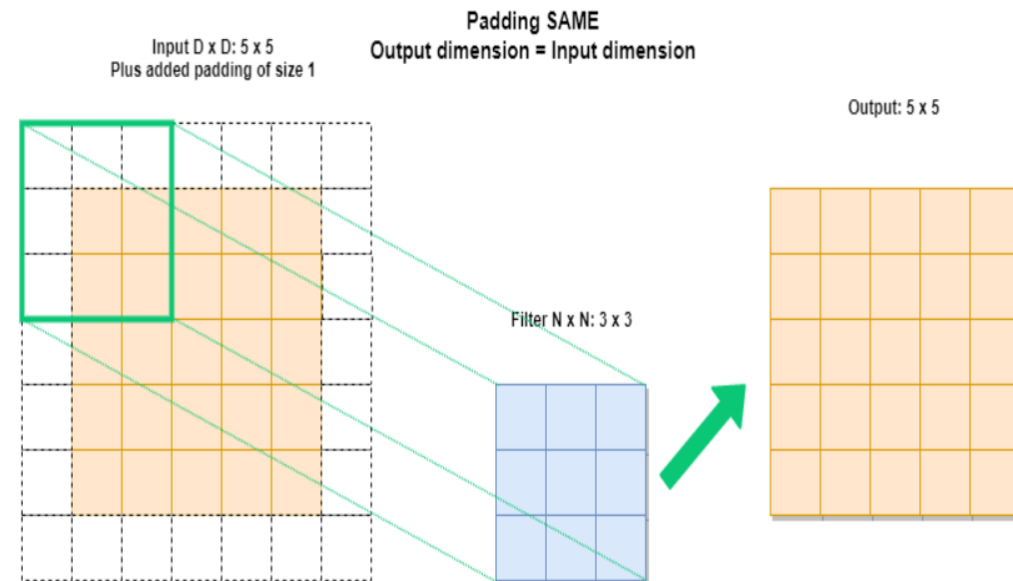 Padding SAME
Output dimension = Input dimension
Input D x D: 5 x 5
Plus added padding of size 1
Output: 5 x 5
Filter N x N: 3 x 3